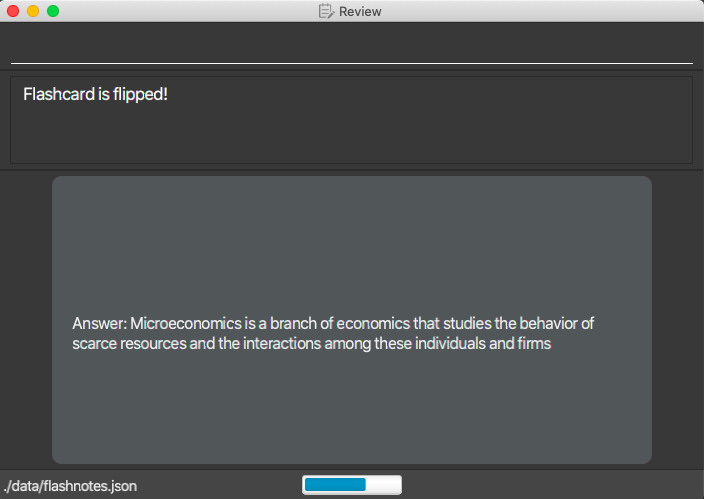 Review
Flashcard is flipped!
Answer: Microeconomics is a branch of economics that studies the behavior of
scarce resources and the interactions among these individuals and firms
./data/flashnotes.json